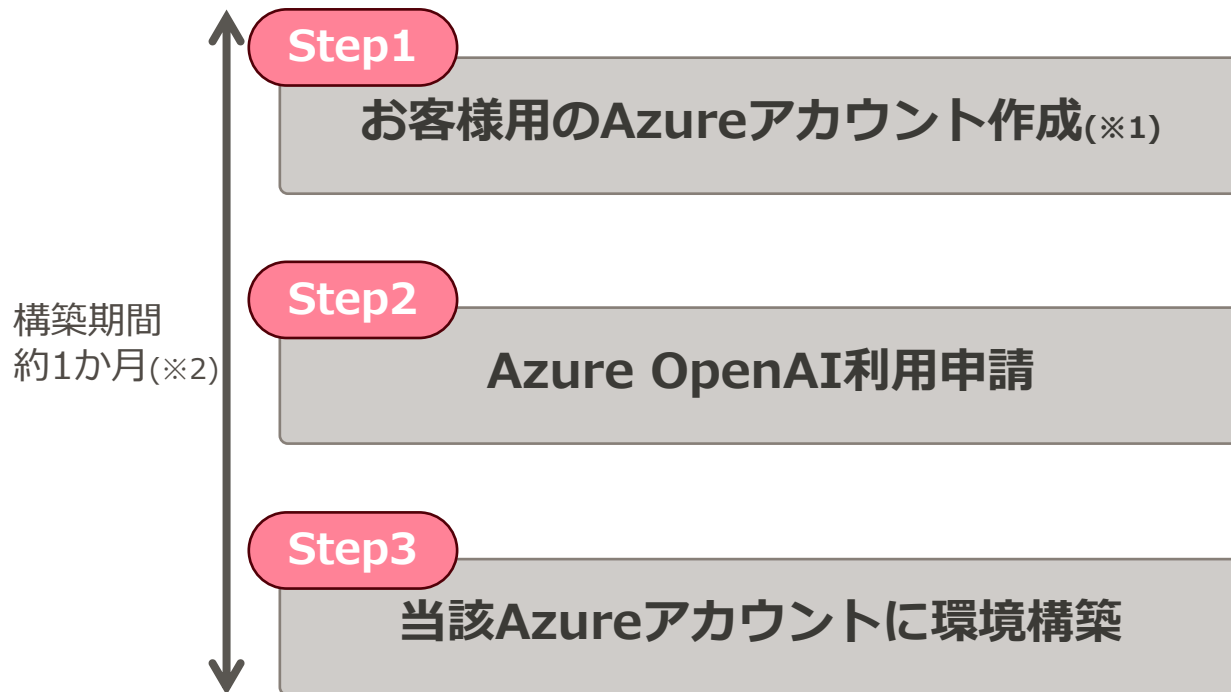 Step1
お客様用のAzureアカウント作成(※1)
Step2
構築期間
約1か月(※2)
Azure OpenAI利用申請
Step3
当該Azureアカウントに環境構築